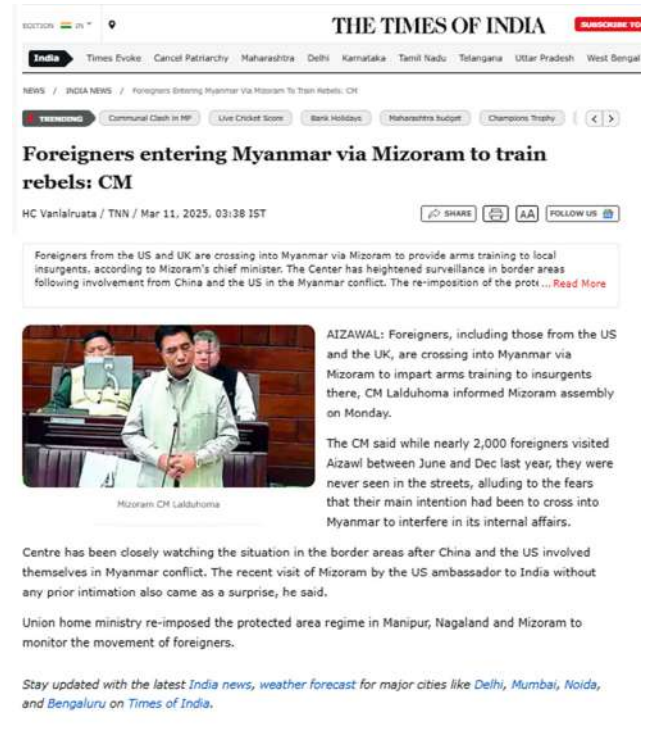 EDITION IN
THE TIMES OF INDIA
SUBSCRIBE TO
India Times Evoke Cancel Patriarchy Maharashtra Delhi Karnataka Tamil Nadu Telangana Uttar Pradesh West Bengal
NEWS / INDIA NEWS / Foreigners Entering Myanmar Via Mizoram To Train Rebels: CM
TRENDING Communal Clash in MP Live Cricket Score Bank Holidays Maharashtra Budget Champions Trophy
Foreigners entering Myanmar via Mizoram to train
rebels: CM
HC Vanlalruata / TNN / Mar 11, 2025, 03:38 IST
SHARE AA FOLLOW US
Foreigners from the US and UK are crossing into Myanmar via Mizoram to provide arms training to local
insurgents, according to Mizoram's chief minister. The Center has heightened surveillance in border areas
following involvement from China and the US in the Myanmar conflict. The re-imposition of the prote ... Read More
AIZAWAL: Foreigners, including those from the US
and the UK, are crossing into Myanmar via
Mizoram to impart arms training to insurgents
there, CM Lalduhoma informed Mizoram assembly
on Monday.
The CM said while nearly 2,000 foreigners visited
Aizawl between June and Dec last year, they were
never seen in the streets, alluding to the fears
that their main intention had been to cross into
Myanmar to interfere in its internal affairs.
Mizoram CM Lalduhoma
Centre has been closely watching the situation in the border areas after China and the US involved
themselves in Myanmar conflict. The recent visit of Mizoram by the US ambassador to India without
any prior intimation also came as a surprise, he said.
Union home ministry re-imposed the protected area regime in Manipur, Nagaland and Mizoram to
monitor the movement of foreigners.
Stay updated with the latest India news, weather forecast for major cities like Delhi, Mumbai, Noida,
and Bengaluru on Times of India.